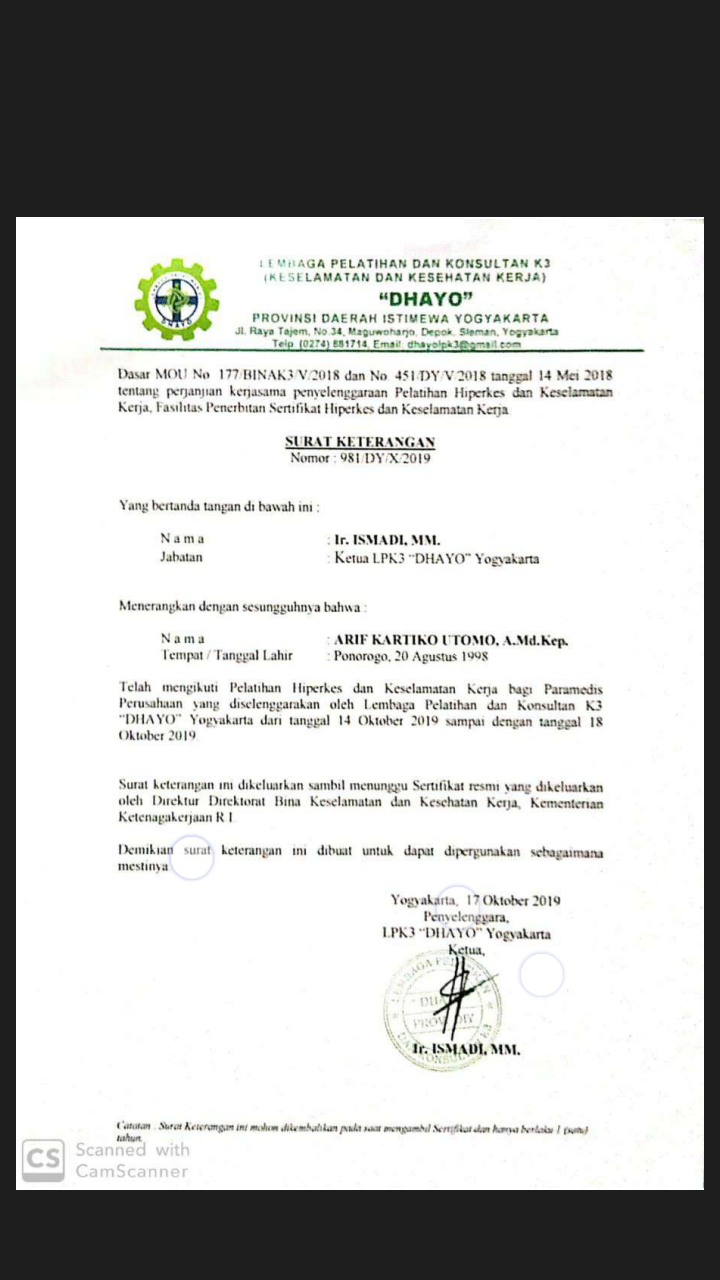 LEMBAGA PELATIHAN DAN KONSULTAN K3
(KESELAMATAN DAN KESEHATAN KERJA)
“DHAYO”
PROVINSI DAERAH ISTIMEWA YOGYAKARTA
Jl. Raya Tajem, No.34, Maguwoharjo, Depok, Sleman, Yogyakarta
Telp. (0274) 881714, Email: dhayolpk3@gmail.com
DHAYO
Dasar MOU No. 177/BINAK3/V/2018 dan No. 451/DY/V/2018 tanggal 14 Mei 2018
tentang perjanjian kerjasama penyelenggaraan Pelatihan Hiperkes dan Keselamatan
Kerja, Fasilitas Penerbitan Sertifikat Hiperkes dan Keselamatan Kerja
SURAT KETERANGAN
Nomor : 981/DY/X/2019
Yang bertanda tangan di bawah ini :
N a m a : Ir. ISMADI, MM.
Jabatan : Ketua LPK3 “DHAYO” Yogyakarta
Menerangkan dengan sesungguhnya bahwa :
N a m a : ARIF KARTIKO UTOMO, A.Md.Kep.
Tempat / Tanggal Lahir : Ponorogo, 20 Agustus 1998
Telah mengikuti Pelatihan Hiperkes dan Keselamatan Kerja bagi Paramedis
Perusahaan yang diselenggarakan oleh Lembaga Pelatihan dan Konsultan K3
“DHAYO” Yogyakarta dari tanggal 14 Oktober 2019 sampai dengan tanggal 18
Oktober 2019
Surat keterangan ini dikeluarkan sambil menunggu Sertifikat resmi yang dikeluarkan
oleh Direktur Direktorat Bina Keselamatan dan Kesehatan Kerja, Kementerian
Ketenagakerjaan R.I.
Demikian surat keterangan ini dibuat untuk dapat dipergunakan sebagaimana
mestinya
Yogyakarta, 17 Oktober 2019
Penyelenggara,
LPK3 “DHAYO” Yogyakarta
Ketua,
Ir. ISMADI, MM.
Catatan : Surat Keterangan ini mohon dikembalikan pada saat mengambil Sertifikat dan hanya berlaku 1 (satu)
tahun.
CS Scanned with
CamScanner